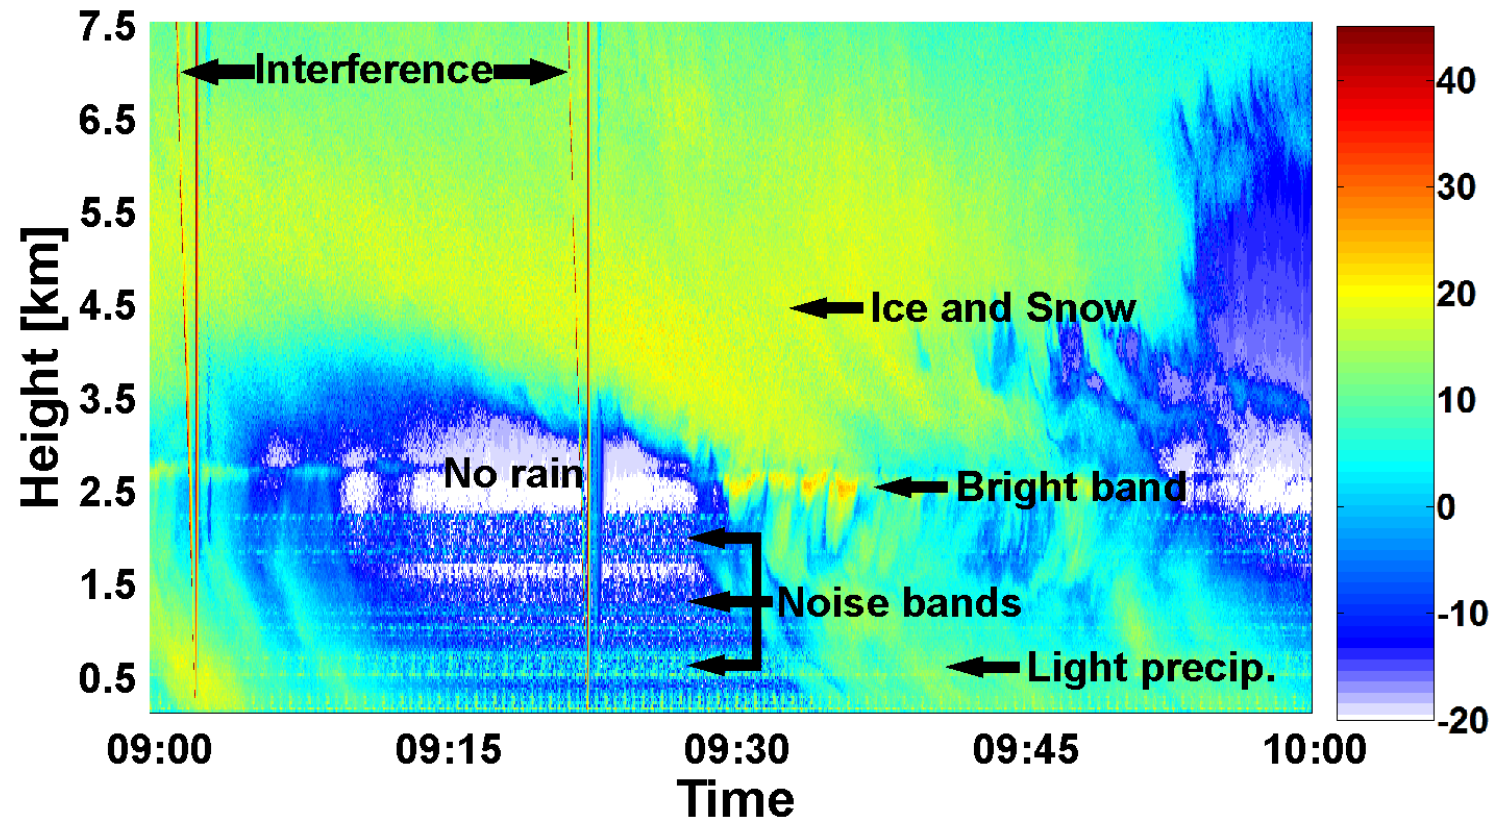 7.5
6.5
5.5
4.5
3.5
2.5
1.5
0.5
Height [km]
Interference
Ice and Snow
No rain
Bright band
Noise bands
Light precip.
09:00 09:15 09:30 09:45 10:00
Time
40
30
20
10
0
-10
-20